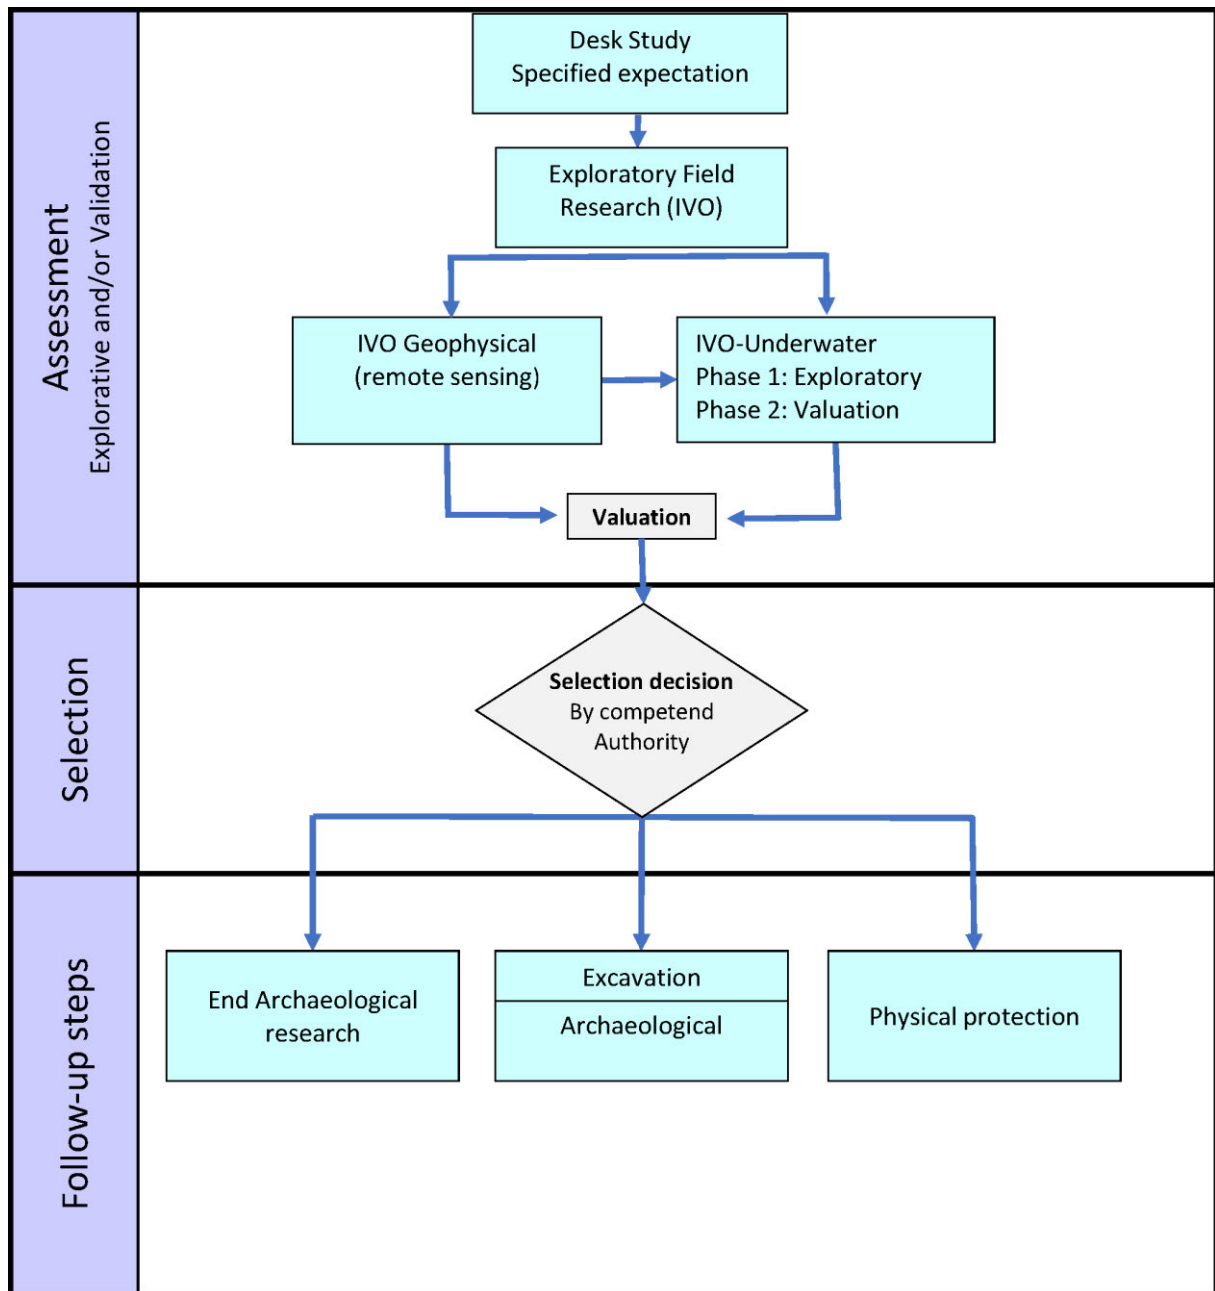 Assessment
Explorative and/or Validation
Desk Study
Specified expectation
Exploratory Field
Research (IVO)
IVO Geophysical
(remote sensing)
IVO-Underwater
Phase 1: Exploratory
Phase 2: Valuation
Valuation
Selection
Selection decision
By competend
Authority
Follow-up steps
End Archaeological
research
Excavation
Archaeological
Physical protection